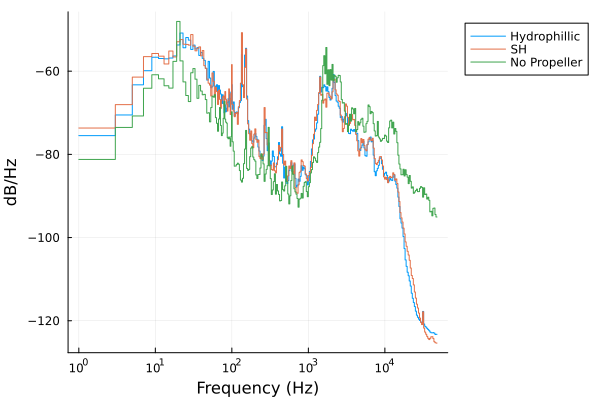 Hydrophillic
SH
No Propeller
dB/Hz
−60
−80
−100
−120
10⁰
10¹
10²
10³
10⁴
Frequency (Hz)